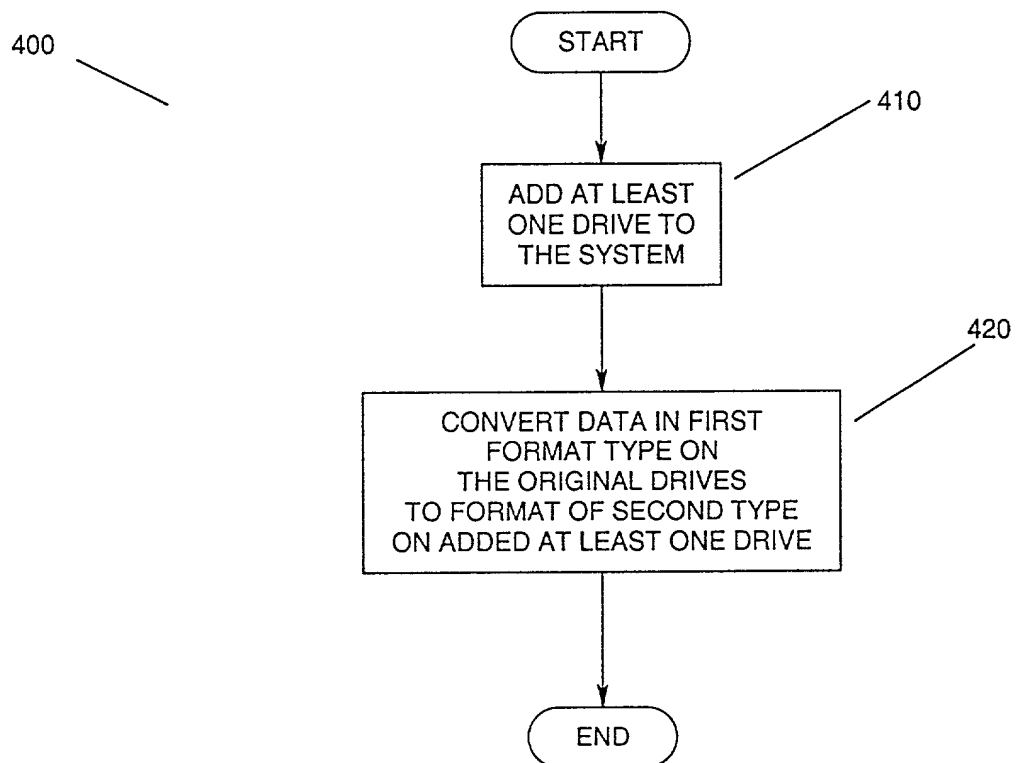 400
START
410
ADD AT LEAST
ONE DRIVE TO
THE SYSTEM
420
CONVERT DATA IN FIRST
FORMAT TYPE ON
THE ORIGINAL DRIVES
TO FORMAT OF SECOND TYPE
ON ADDED AT LEAST ONE DRIVE
END